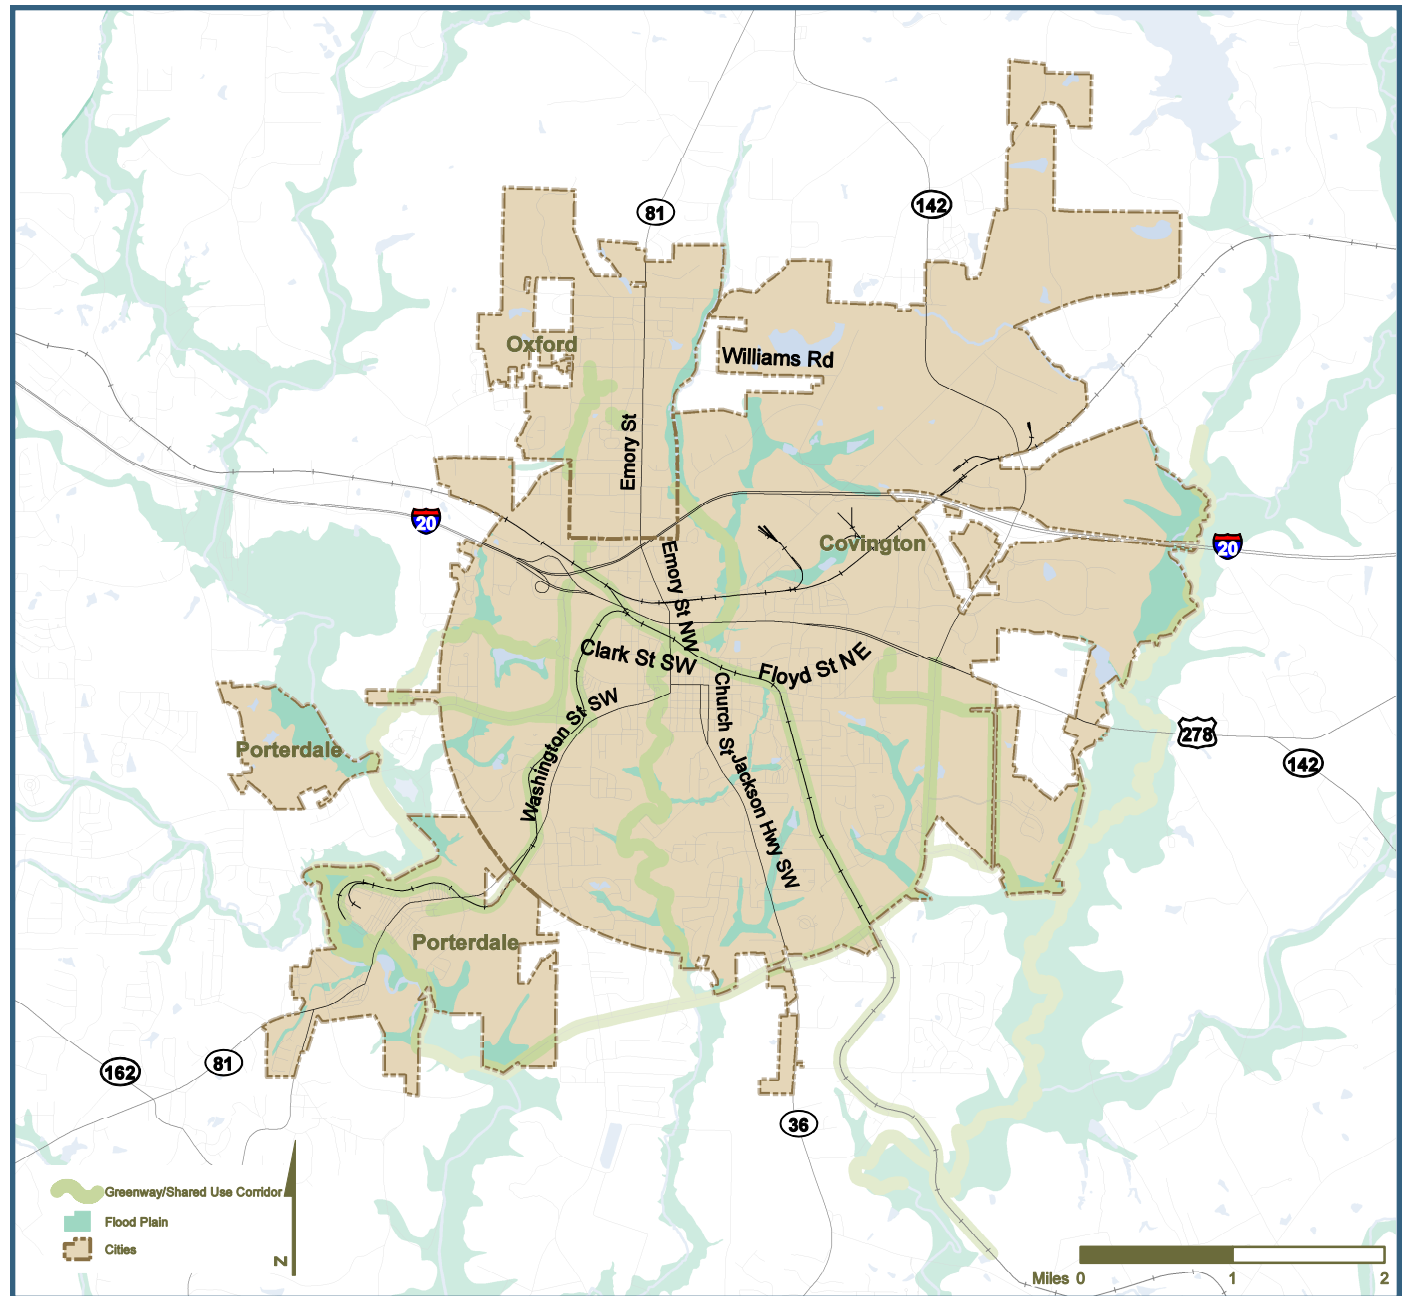 81
142
Oxford
Williams Rd
Emory St
20
Covington
20
Emory St NW
Clark St SW
Floyd St NE
Washington St SW
Church St
278
Porterdale
142
Jackson Hwy SW
Porterdale
162
81
36
Greenway/Shared Use Corridor
Flood Plain
Cities
N
Miles 0 1 2